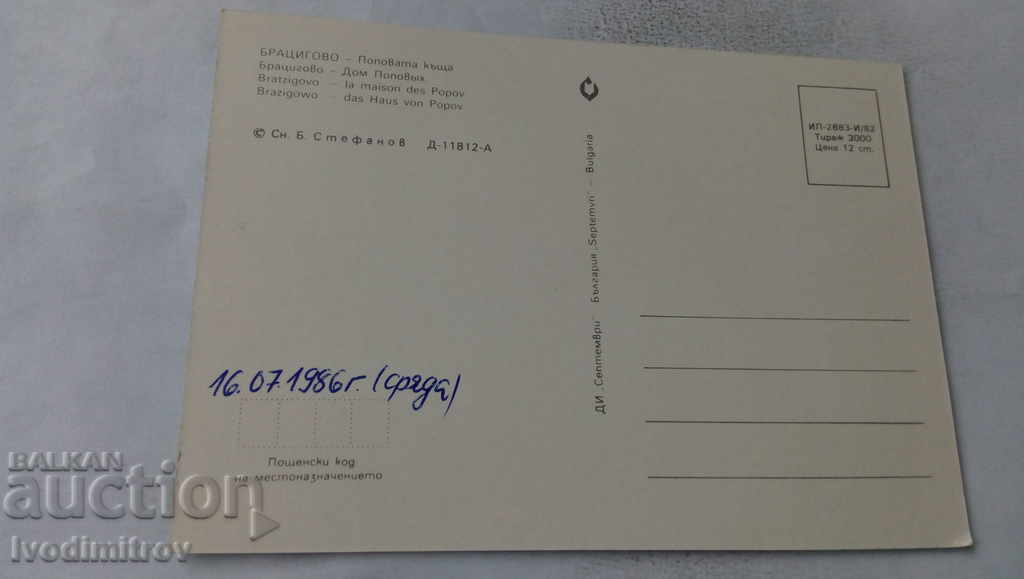 БРАЦИГОВО – Поповата къща
Брацигово – Дом Поповых
Bratzigovo – la maison des Popov
Brazigowo – das Haus von Popov
© Сн. Б. Стефанов Д-11812-А
ИП-2883-И/82
Тираж 3000
Цена 12 ст.
ДИ „Септември“ България „Septemvri“ – Bulgaria
16.07.1986 г. (сряда)
Пощенски код
на местоназначението
BALKAN
auction
Ivodimitrov